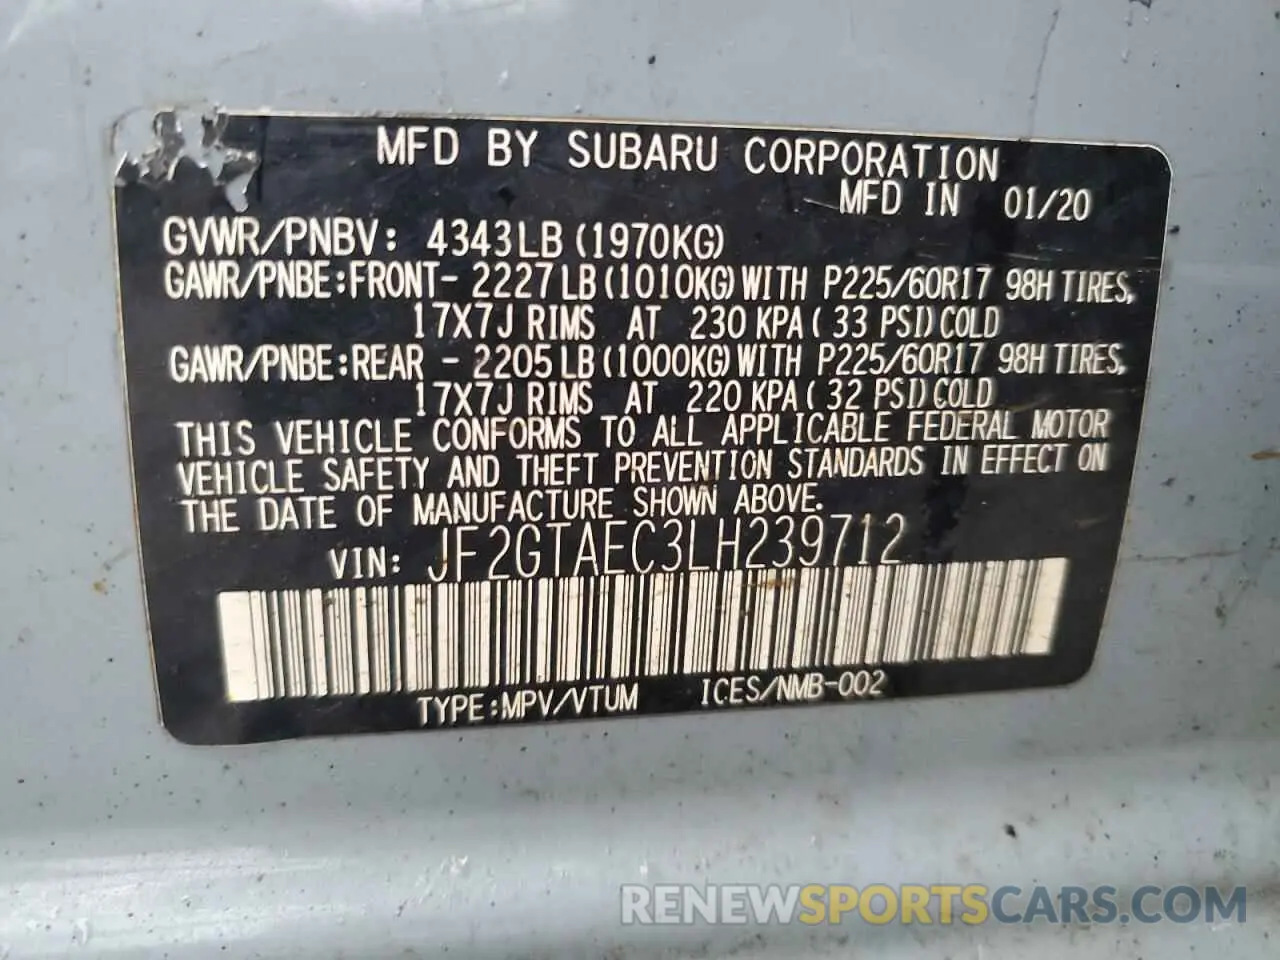 MFD BY SUBARU CORPORATION
MFD IN 01/20
GVWR/PNBV: 4343LB (1970KG)
GAWR/PNBE:FRONT- 2227LB (1010KG) WITH P225/60R17 98H TIRES,
17X7J RIMS AT 230 KPA ( 33 PSI) COLD
GAWR/PNBE:REAR - 2205LB (1000KG) WITH P225/60R17 98H TIRES,
17X7J RIMS AT 220 KPA ( 32 PSI) COLD
THIS VEHICLE CONFORMS TO ALL APPLICABLE FEDERAL MOTOR
VEHICLE SAFETY AND THEFT PREVENTION STANDARDS IN EFFECT ON
THE DATE OF MANUFACTURE SHOWN ABOVE.
VIN: JF2GTAEC3LH239712
TYPE:MPV/VTUM ICES/NMB-002
RENEWSPORTSCARS.COM